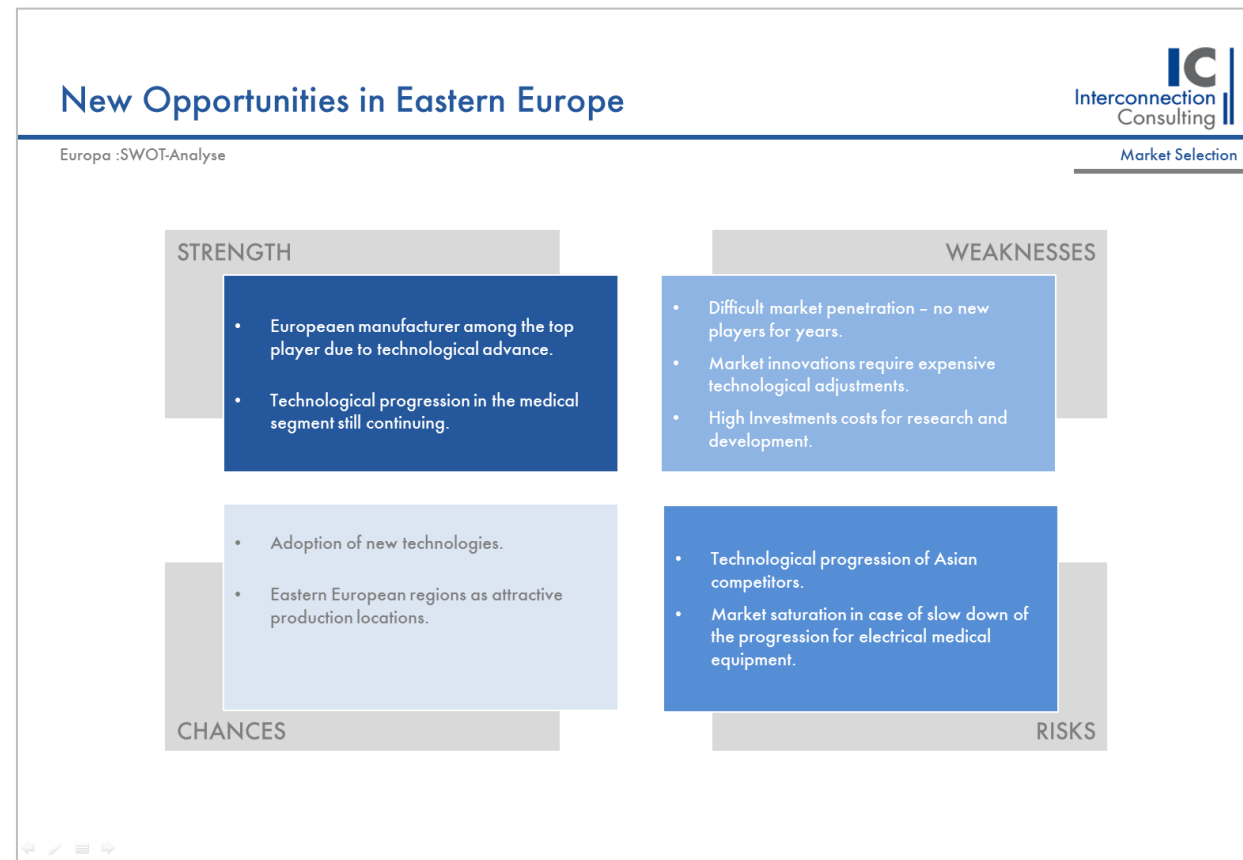 New Opportunities in Eastern Europe
IC
Interconnection
Consulting
Europa :SWOT-Analyse
Market Selection
STRENGTH
• Europeaen manufacturer among the top
player due to technological advance.
• Technological progression in the medical
segment still continuing.
WEAKNESSES
• Difficult market penetration – no new
players for years.
• Market innovations require expensive
technological adjustments.
• High Investments costs for research and
development.
• Adoption of new technologies.
• Eastern European regions as attractive
production locations.
CHANCES
• Technological progression of Asian
competitors.
• Market saturation in case of slow down of
the progression for electrical medical
equipment.
RISKS